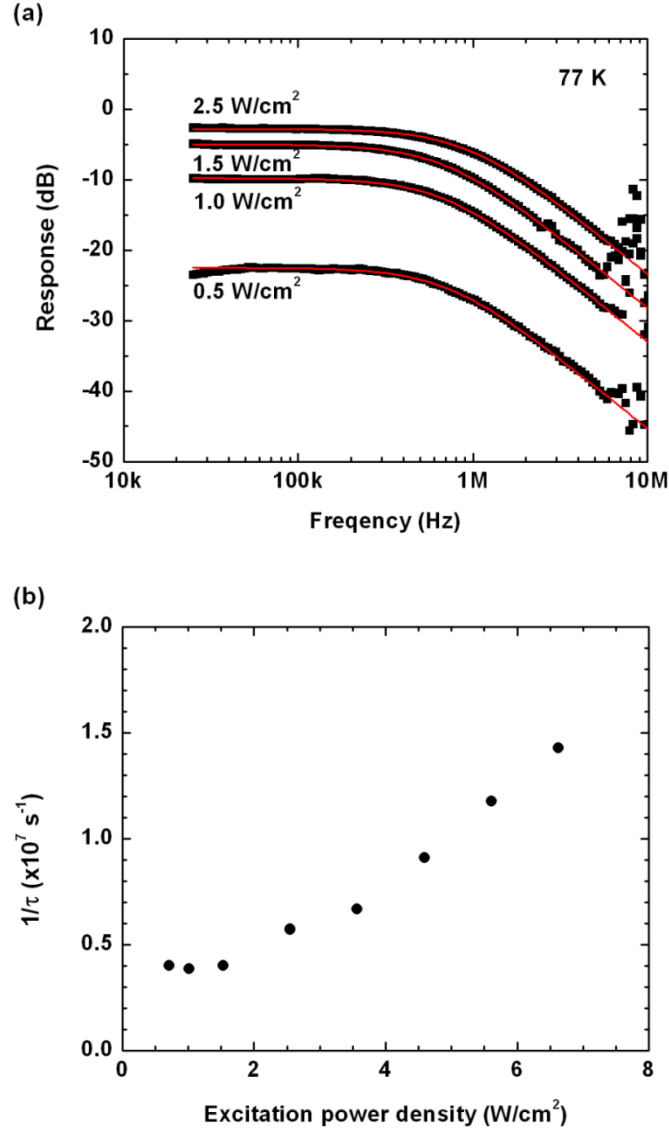 (a)
10
0
-10
-20
-30
-40
-50
Response (dB)
77 K
2.5 W/cm²
1.5 W/cm²
1.0 W/cm²
0.5 W/cm²
10k
100k
1M
10M
Freqency (Hz)
(b)
2.0
1.5
1.0
0.5
0.0
1/τ (x10⁷ s⁻¹)
0
2
4
6
8
Excitation power density (W/cm²)